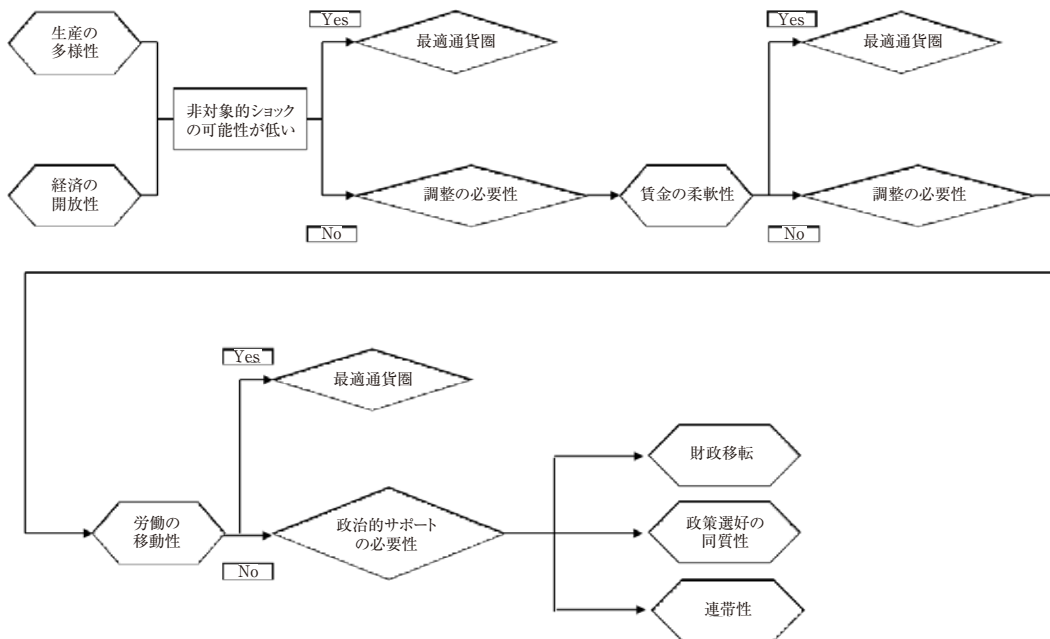 生産の
多様性
経済の
開放性
非対象的ショック
の可能性が低い
Yes
最適通貨圏
調整の必要性
No
賃金の柔軟性
Yes
最適通貨圏
調整の必要性
No
Yes
最適通貨圏
労働の
移動性
No
政治的サポート
の必要性
財政移転
政策選好の
同質性
連帯性